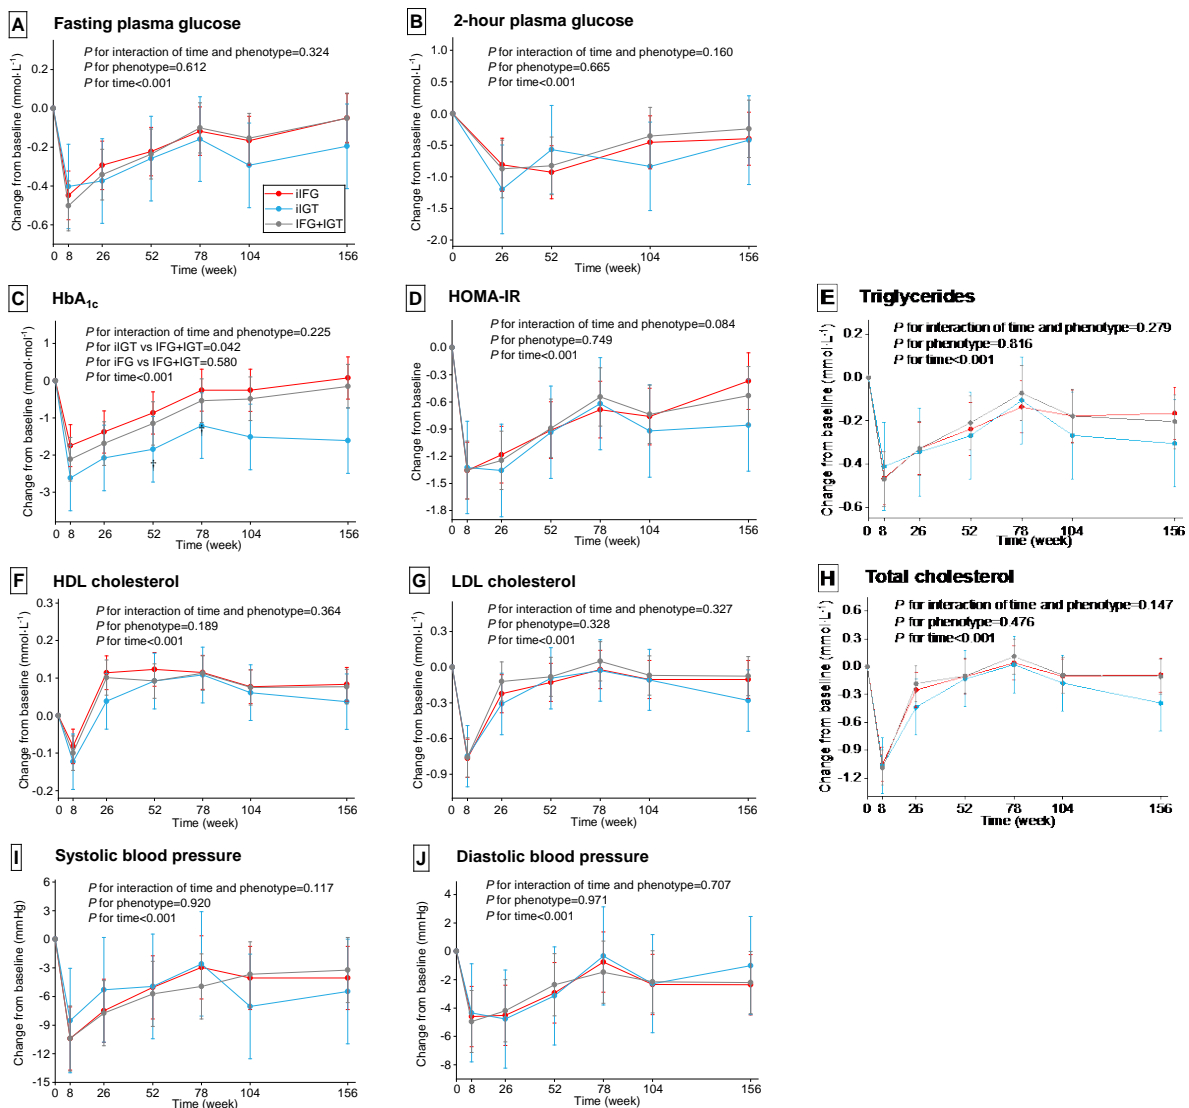 A Fasting plasma glucose
P for interaction of time and phenotype=0.324
P for phenotype=0.612
P for time<0.001
Change from baseline (mmol·L⁻¹)
0.2
0.0
-0.2
-0.4
-0.6
iIFG
iIGT
IFG+IGT
0 8 26 52 78 104 156
Time (week)
B 2-hour plasma glucose
P for interaction of time and phenotype=0.160
P for phenotype=0.665
P for time<0.001
Change from baseline (mmol·L⁻¹)
1.0
0.5
0.0
-0.5
-1.0
-1.5
-2.0
0 26 52 104 156
Time (week)
C HbA1c
P for interaction of time and phenotype=0.225
P for iIGT vs IFG+IGT=0.042
P for iFG vs IFG+IGT=0.580
P for time<0.001
Change from baseline (mmol·mol⁻¹)
1
0
-1
-2
-3
†
†
0 8 26 52 78 104 156
Time (week)
D HOMA-IR
P for interaction of time and phenotype=0.084
P for phenotype=0.749
P for time<0.001
Change from baseline
0.0
-0.3
-0.6
-0.9
-1.2
-1.5
-1.8
0 8 26 52 78 104 156
Time (week)
E Triglycerides
P for interaction of time and phenotype=0.279
P for phenotype=0.816
P for time<0.001
Change from baseline (mmol·L⁻¹)
0.2
0.0
-0.2
-0.4
-0.6
0 8 26 52 78 104 156
Time (week)
F HDL cholesterol
P for interaction of time and phenotype=0.364
P for phenotype=0.189
P for time<0.001
Change from baseline (mmol·L⁻¹)
0.3
0.2
0.1
0.0
-0.1
-0.2
0 8 26 52 78 104 156
Time (week)
G LDL cholesterol
P for interaction of time and phenotype=0.327
P for phenotype=0.328
P for time<0.001
Change from baseline (mmol·L⁻¹)
0.3
0.0
-0.3
-0.6
-0.9
0 8 26 52 78 104 156
Time (week)
H Total cholesterol
P for interaction of time and phenotype=0.147
P for phenotype=0.476
P for time<0.001
Change from baseline (mmol·L⁻¹)
0.6
0.3
0.0
-0.3
-0.6
-0.9
-1.2
0 8 26 52 78 104 156
Time (week)
I Systolic blood pressure
P for interaction of time and phenotype=0.117
P for phenotype=0.920
P for time<0.001
Change from baseline (mmHg)
6
3
0
-3
-6
-9
-12
-15
0 8 26 52 78 104 156
Time (week)
J Diastolic blood pressure
P for interaction of time and phenotype=0.707
P for phenotype=0.971
P for time<0.001
Change from baseline (mmHg)
4
2
0
-2
-4
-6
-8
0 8 26 52 78 104 156
Time (week)